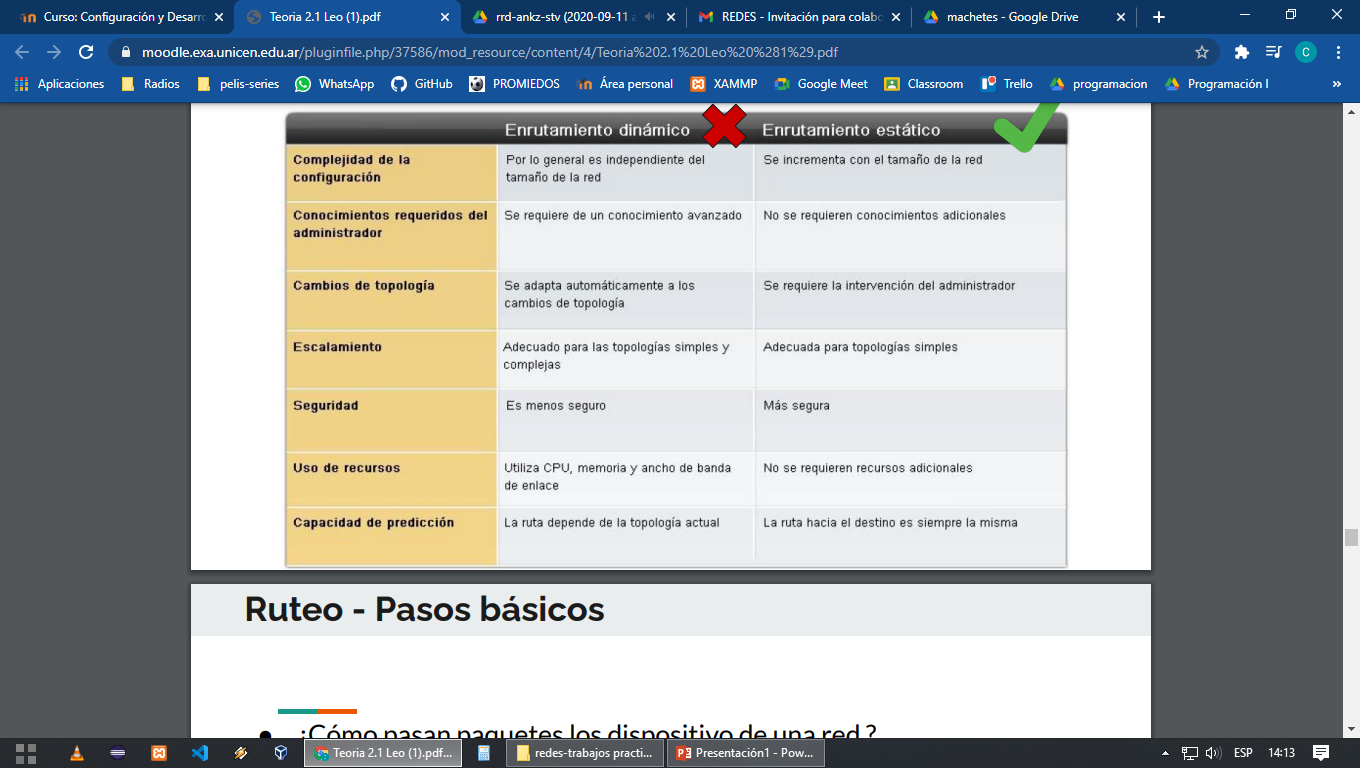 Curso: Configuración y Desarro
Teoria 2.1 Leo (1).pdf
rrd-ankz-stv (2020-09-11 a
REDES - Invitación para colabo
machetes - Google Drive
moodle.exa.unicen.edu.ar/pluginfile.php/37586/mod_resource/content/4/Teoria%202.1%20Leo%20%281%29.pdf
C
Aplicaciones
Radios
pelis-series
WhatsApp
GitHub
PROMIEDOS
Área personal
XAMMP
Google Meet
Classroom
Trello
programacion
Programación I
»
Enrutamiento dinámico
Enrutamiento estático
Complejidad de la
configuración
Por lo general es independiente del
tamaño de la red
Se incrementa con el tamaño de la red
Conocimientos requeridos del
administrador
Se requiere de un conocimiento avanzado
No se requieren conocimientos adicionales
Cambios de topología
Se adapta automáticamente a los
cambios de topología
Se requiere la intervención del administrador
Escalamiento
Adecuado para las topologías simples y
complejas
Adecuada para topologías simples
Seguridad
Es menos seguro
Más segura
Uso de recursos
Utiliza CPU, memoria y ancho de banda
de enlace
No se requieren recursos adicionales
Capacidad de predicción
La ruta depende de la topología actual
La ruta hacia el destino es siempre la misma
Ruteo - Pasos básicos
● ¿Cómo pasan paquetes los dispositivo de una red ?
Teoria 2.1 Leo (1).pdf...
redes-trabajos practi...
Presentación1 - Pow...
ESP
14:13